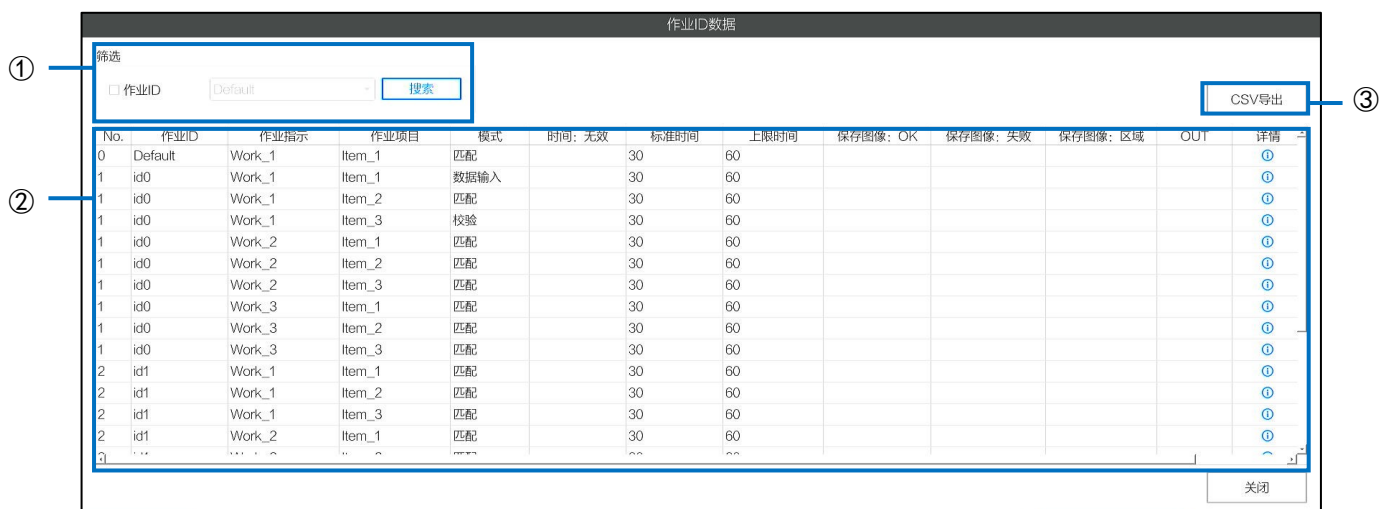 作业ID数据
①
筛选
作业ID Default 搜索
CSV导出 ③
②
No. 作业ID 作业指示 作业项目 模式 时间：无效 标准时间 上限时间 保存图像：OK 保存图像：失败 保存图像：区域 OUT 详情
0 Default Work_1 Item_1 匹配 30 60
1 id0 Work_1 Item_1 数据输入 30 60
1 id0 Work_1 Item_2 匹配 30 60
1 id0 Work_1 Item_3 校验 30 60
1 id0 Work_2 Item_1 匹配 30 60
1 id0 Work_2 Item_2 匹配 30 60
1 id0 Work_2 Item_3 匹配 30 60
1 id0 Work_3 Item_1 匹配 30 60
1 id0 Work_3 Item_2 匹配 30 60
1 id0 Work_3 Item_3 匹配 30 60
2 id1 Work_1 Item_1 匹配 30 60
2 id1 Work_1 Item_2 匹配 30 60
2 id1 Work_1 Item_3 匹配 30 60
2 id1 Work_2 Item_1 匹配 30 60
关闭